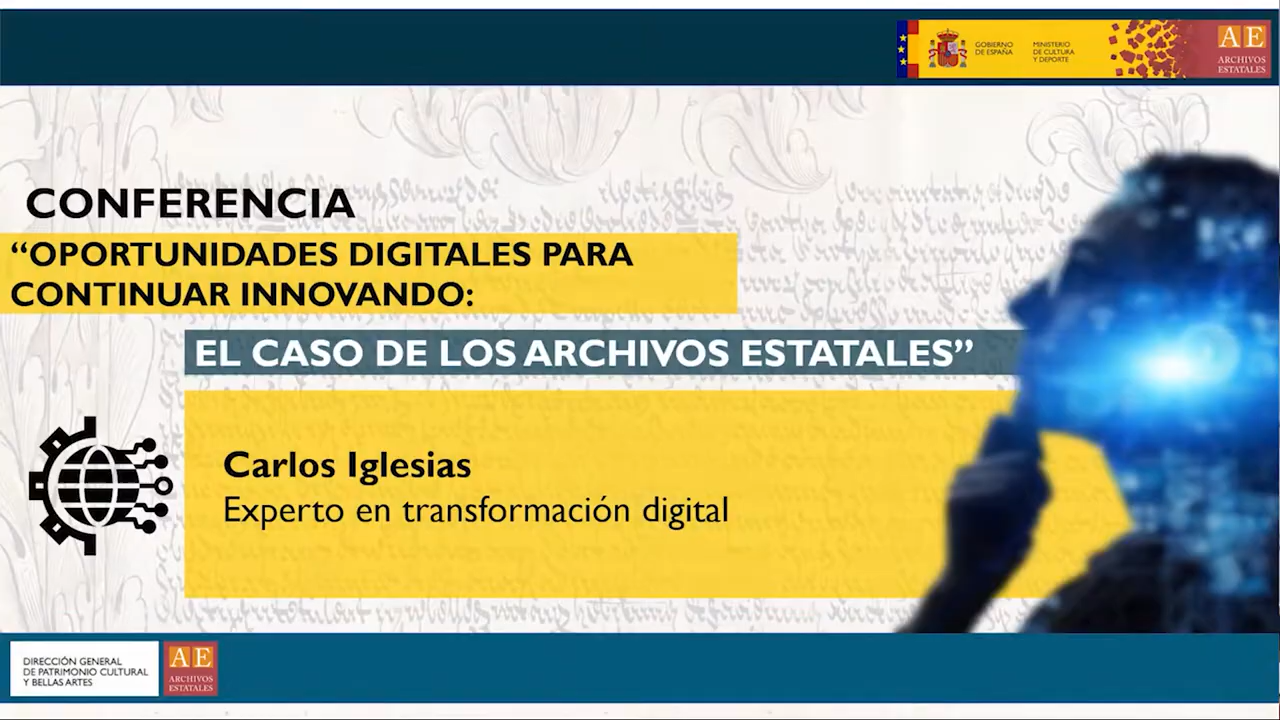 GOBIERNO
DE ESPAÑA
MINISTERIO
DE CULTURA
Y DEPORTE
AE
ARCHIVOS
ESTATALES
CONFERENCIA
“OPORTUNIDADES DIGITALES PARA
CONTINUAR INNOVANDO:
EL CASO DE LOS ARCHIVOS ESTATALES”
Carlos Iglesias
Experto en transformación digital
DIRECCIÓN GENERAL
DE PATRIMONIO CULTURAL
Y BELLAS ARTES
AE
ARCHIVOS
ESTATALES